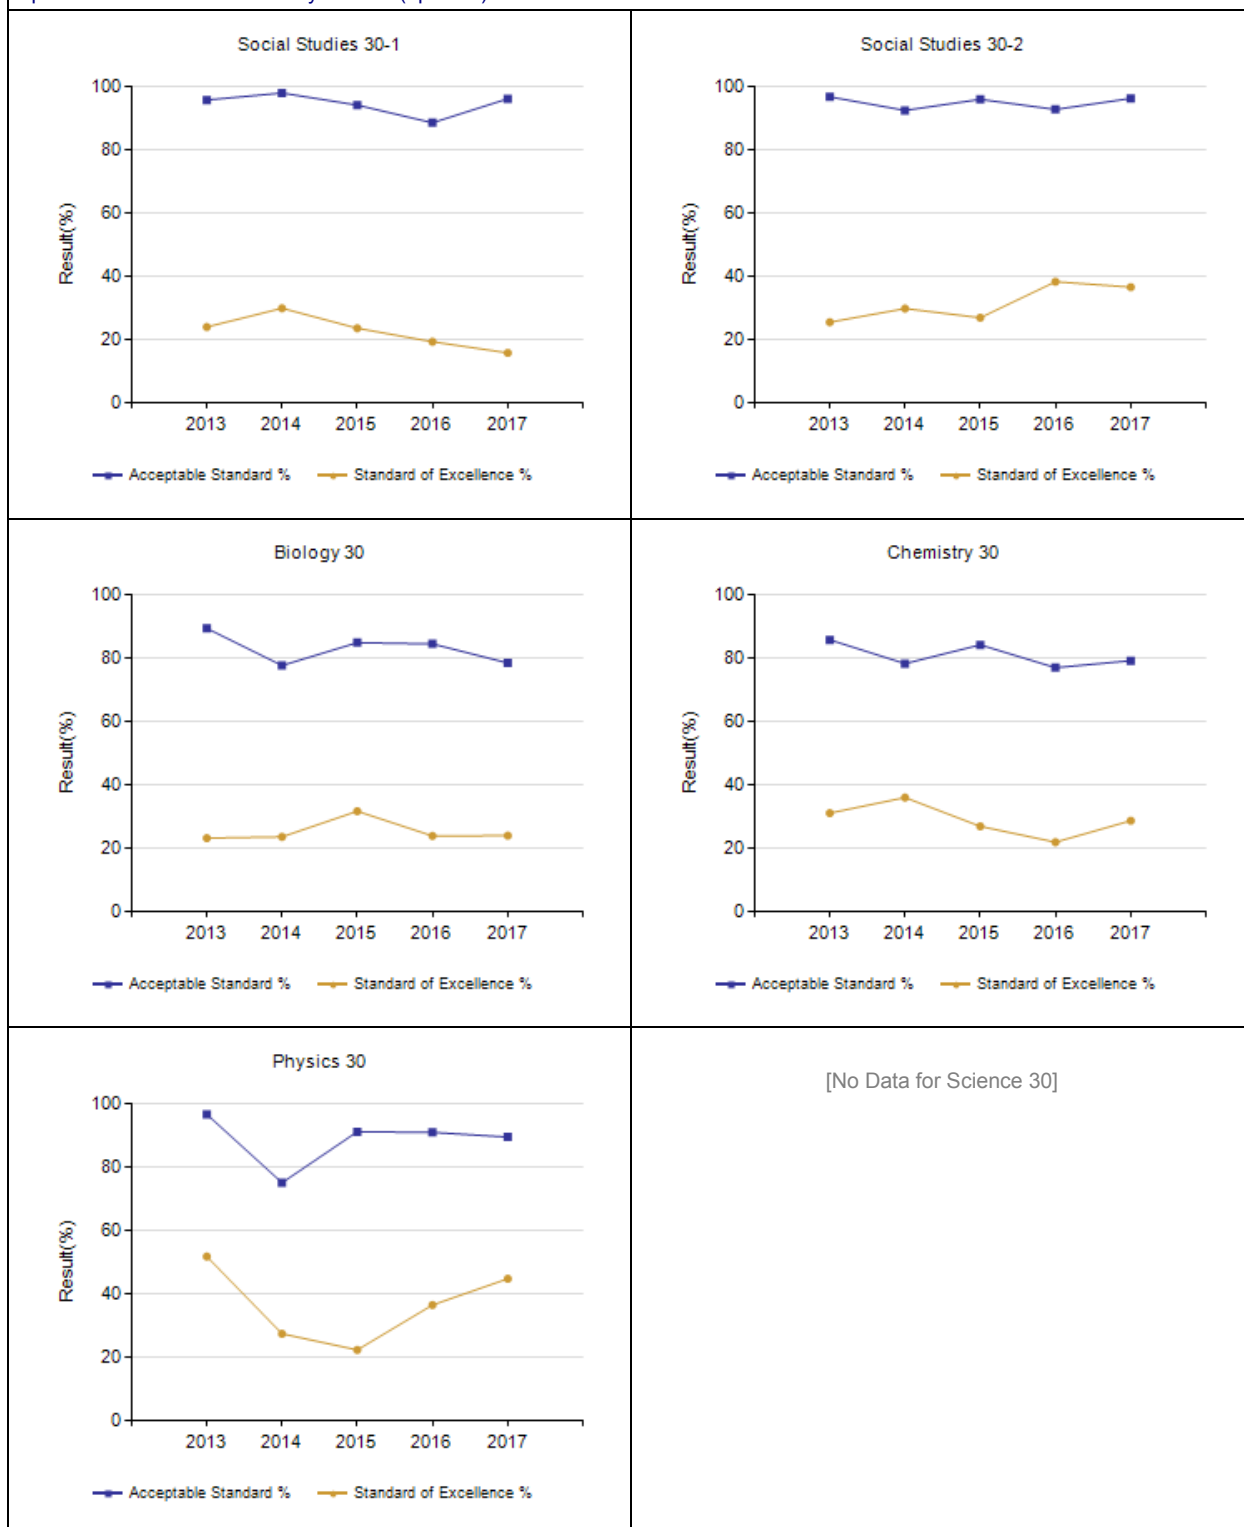 Social Studies 30-1
100
80
60
40
20
0
Result(%)
2013 2014 2015 2016 2017
Acceptable Standard % Standard of Excellence %
Social Studies 30-2
100
80
60
40
20
0
Result(%)
2013 2014 2015 2016 2017
Acceptable Standard % Standard of Excellence %
Biology 30
100
80
60
40
20
0
Result(%)
2013 2014 2015 2016 2017
Acceptable Standard % Standard of Excellence %
Chemistry 30
100
80
60
40
20
0
Result(%)
2013 2014 2015 2016 2017
Acceptable Standard % Standard of Excellence %
Physics 30
100
80
60
40
20
0
Result(%)
2013 2014 2015 2016 2017
Acceptable Standard % Standard of Excellence %
[No Data for Science 30]